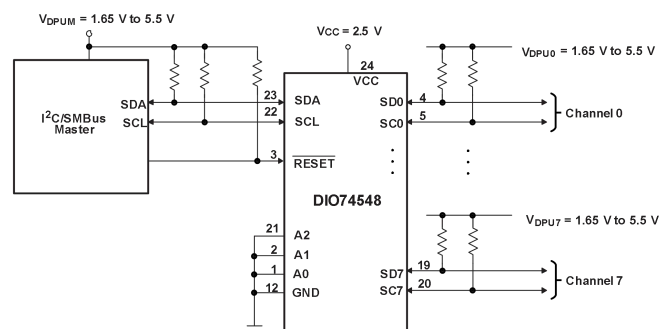 VDPUM = 1.65 V to 5.5 V
VCC = 2.5 V
VDPU0 = 1.65 V to 5.5 V
24
VCC
I²C/SMBus
Master
SDA
SCL
23
22
3
SDA
SCL
RESET
SD0
SC0
4
5
Channel 0
DIO74548
VDPU7 = 1.65 V to 5.5 V
21
2
1
12
A2
A1
A0
GND
SD7
SC7
19
20
Channel 7